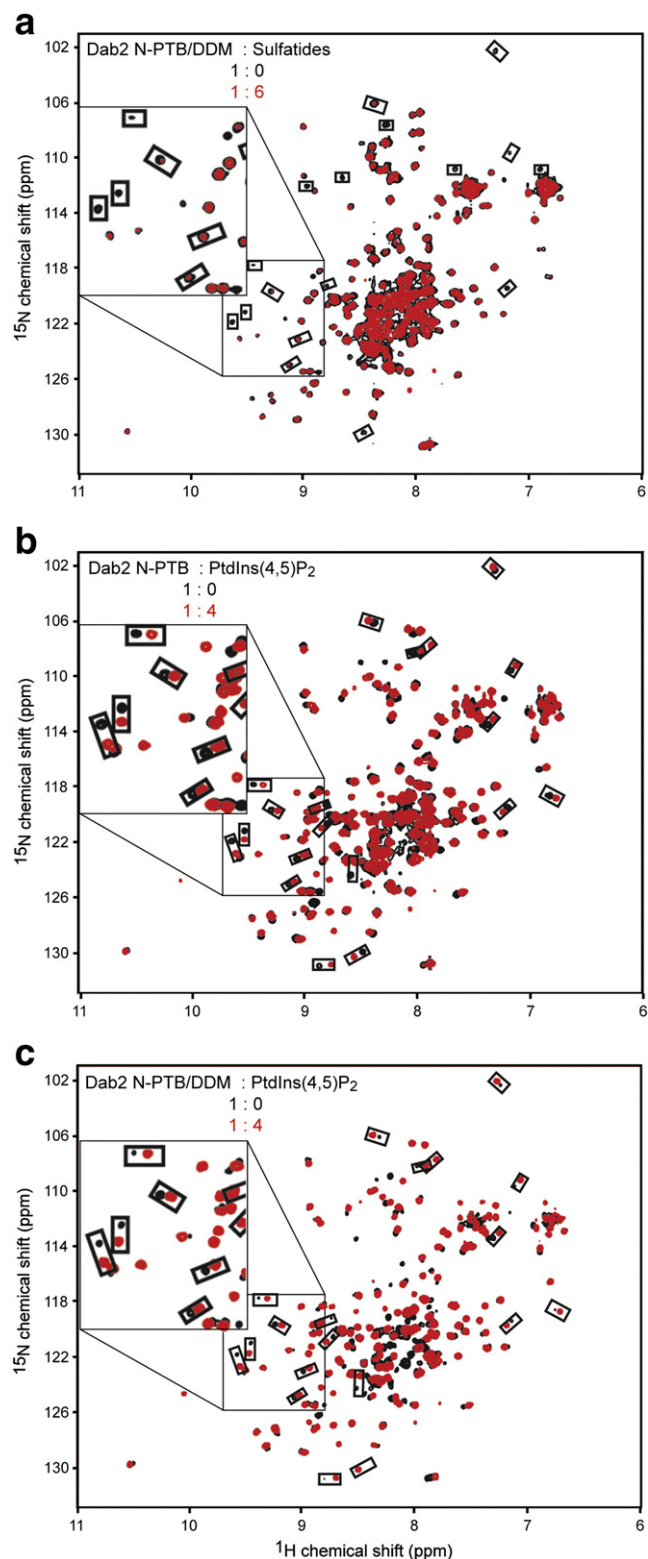 a
Dab2 N-PTB/DDM : Sulfatides
1 : 0
1 : 6
102
106
110
114
118
122
126
130
15N chemical shift (ppm)
11 10 9 8 7 6
b
Dab2 N-PTB : PtdIns(4,5)P2
1 : 0
1 : 4
102
106
110
114
118
122
126
130
15N chemical shift (ppm)
11 10 9 8 7 6
c
Dab2 N-PTB/DDM : PtdIns(4,5)P2
1 : 0
1 : 4
102
106
110
114
118
122
126
130
15N chemical shift (ppm)
11 10 9 8 7 6
1H chemical shift (ppm)